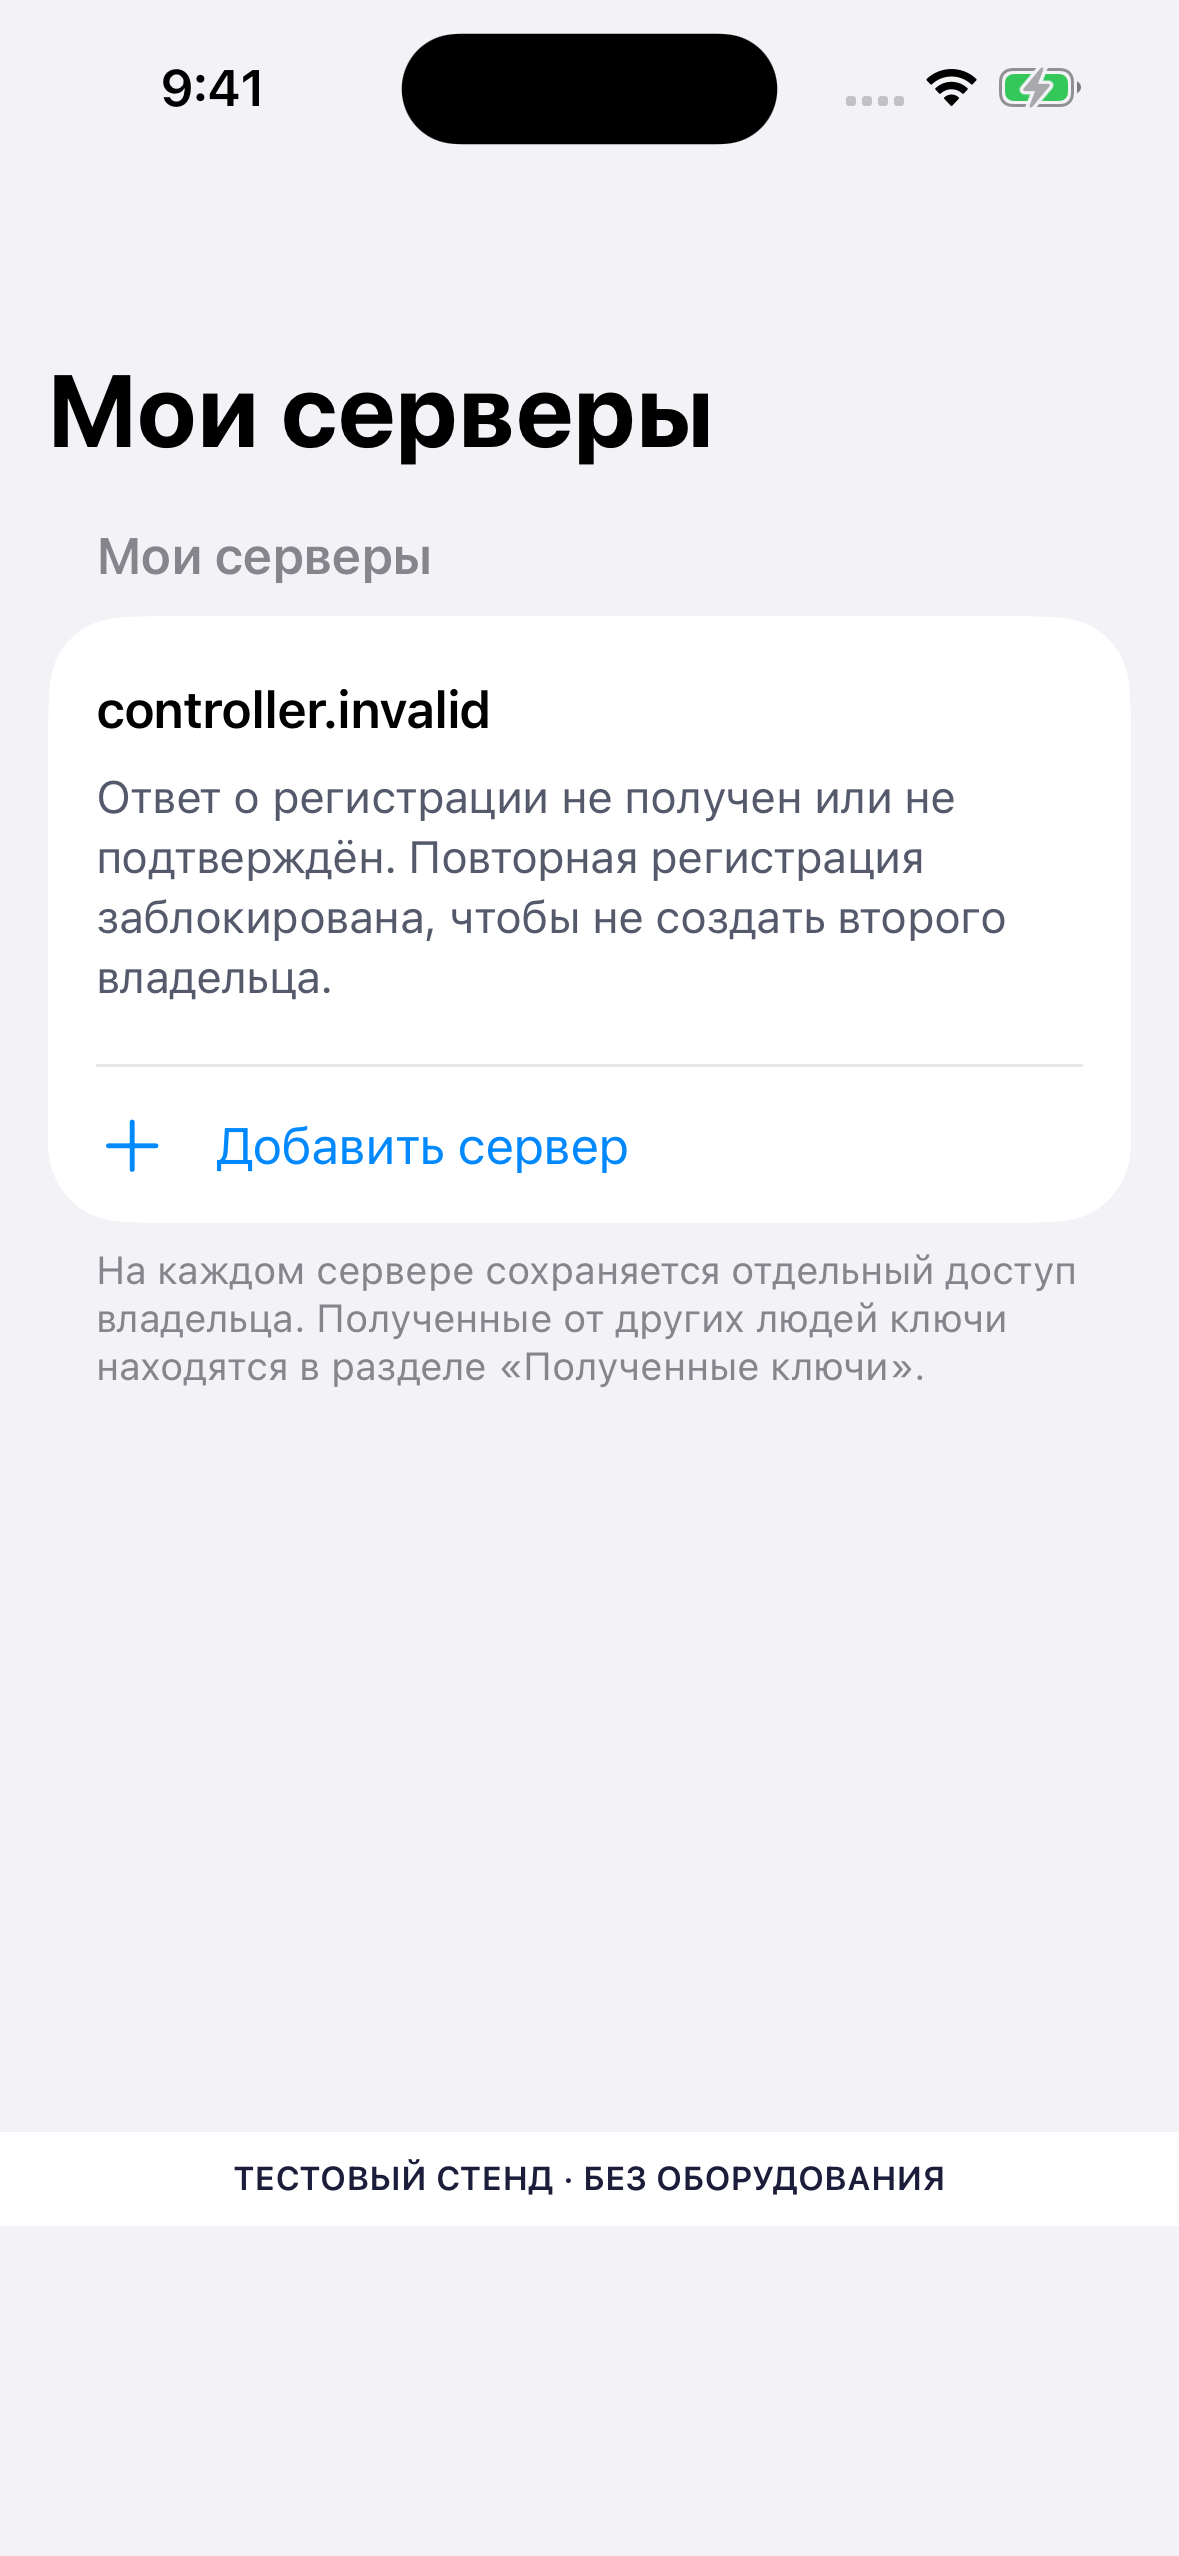 9:41
Мои серверы
Мои серверы
controller.invalid
Ответ о регистрации не получен или не
подтверждён. Повторная регистрация
заблокирована, чтобы не создать второго
владельца.
Добавить сервер
На каждом сервере сохраняется отдельный доступ
владельца. Полученные от других людей ключи
находятся в разделе «Полученные ключи».
ТЕСТОВЫЙ СТЕНД · БЕЗ ОБОРУДОВАНИЯ